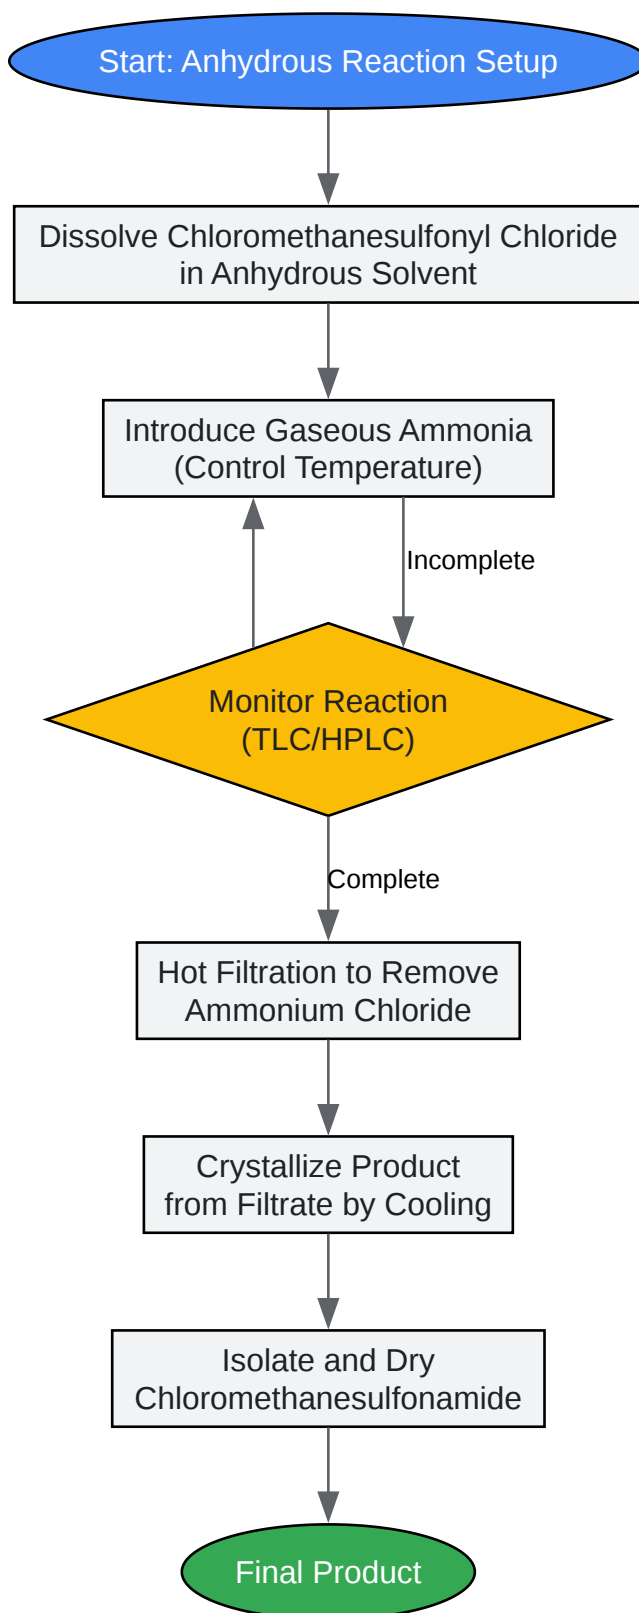 Start: Anhydrous Reaction Setup
Dissolve Chloromethanesulfonyl Chloride
in Anhydrous Solvent
Introduce Gaseous Ammonia
(Control Temperature)
Incomplete
Monitor Reaction
(TLC/HPLC)
Complete
Hot Filtration to Remove
Ammonium Chloride
Crystallize Product
from Filtrate by Cooling
Isolate and Dry
Chloromethanesulfonamide
Final Product